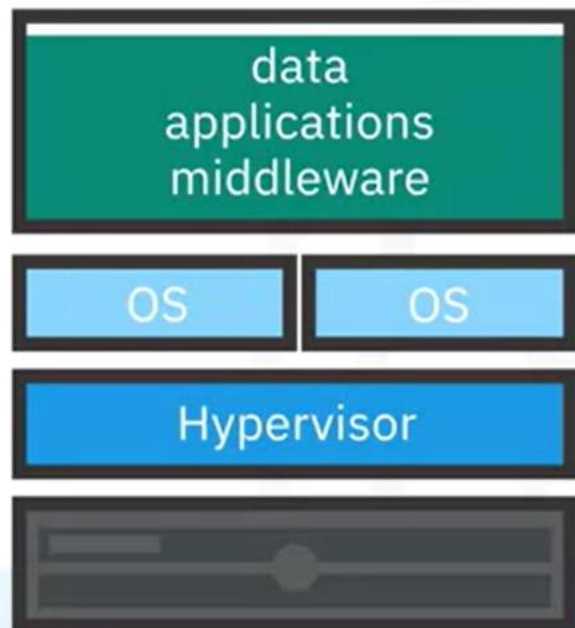 data
applications
middleware
OS OS
Hypervisor